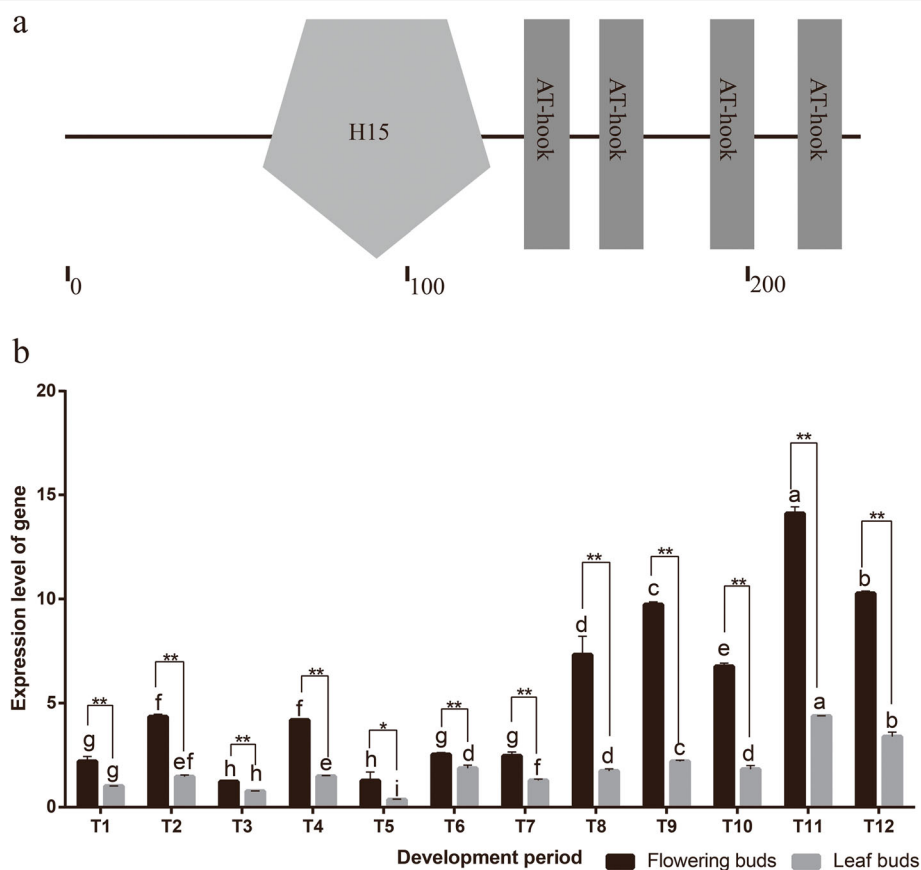 a
H15
AT-hook
AT-hook
AT-hook
AT-hook
0
100
200
b
Expression level of gene
20
15
10
5
0
** g g
** f ef
** h h
** f e
* h i
** g d
** g f
** d d
** c c
** e d
** a a
** b b
T1 T2 T3 T4 T5 T6 T7 T8 T9 T10 T11 T12
Development period
Flowering buds
Leaf buds